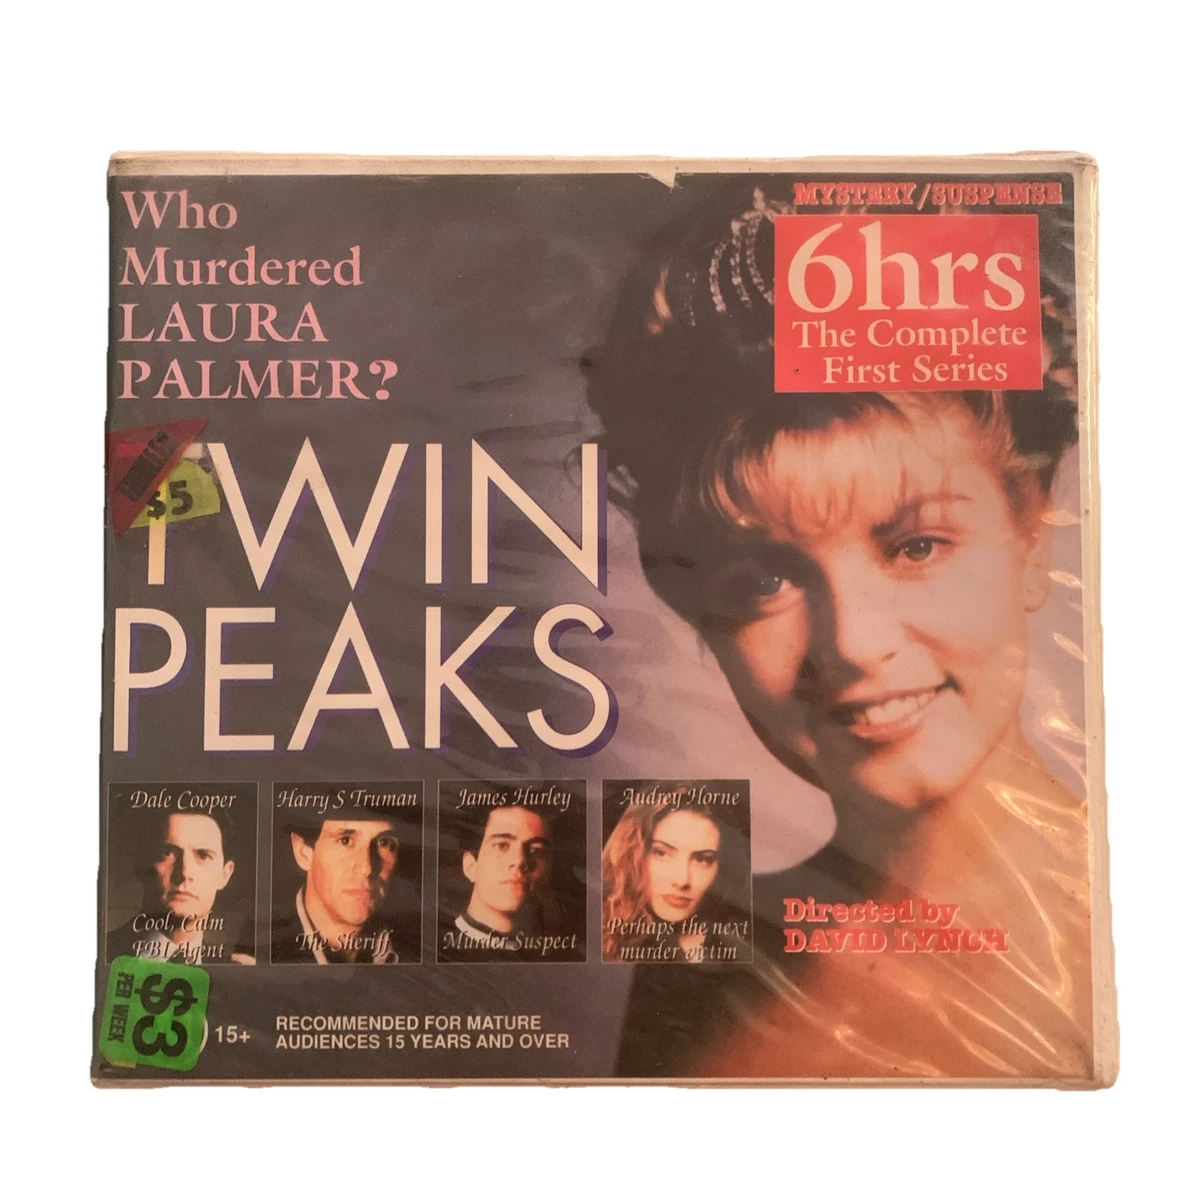 Who
Murdered
LAURA
PALMER?
MYSTERY/SUSPENSE
6hrs
The Complete
First Series
$5
TWIN
PEAKS
Dale Cooper
Cool, Calm
FBI Agent
Harry S Truman
The Sheriff
James Hurley
Murder Suspect
Audrey Horne
Perhaps the next
murder victim
Directed by
DAVID LYNCH
$3
PER WEEK
15+
RECOMMENDED FOR MATURE
AUDIENCES 15 YEARS AND OVER